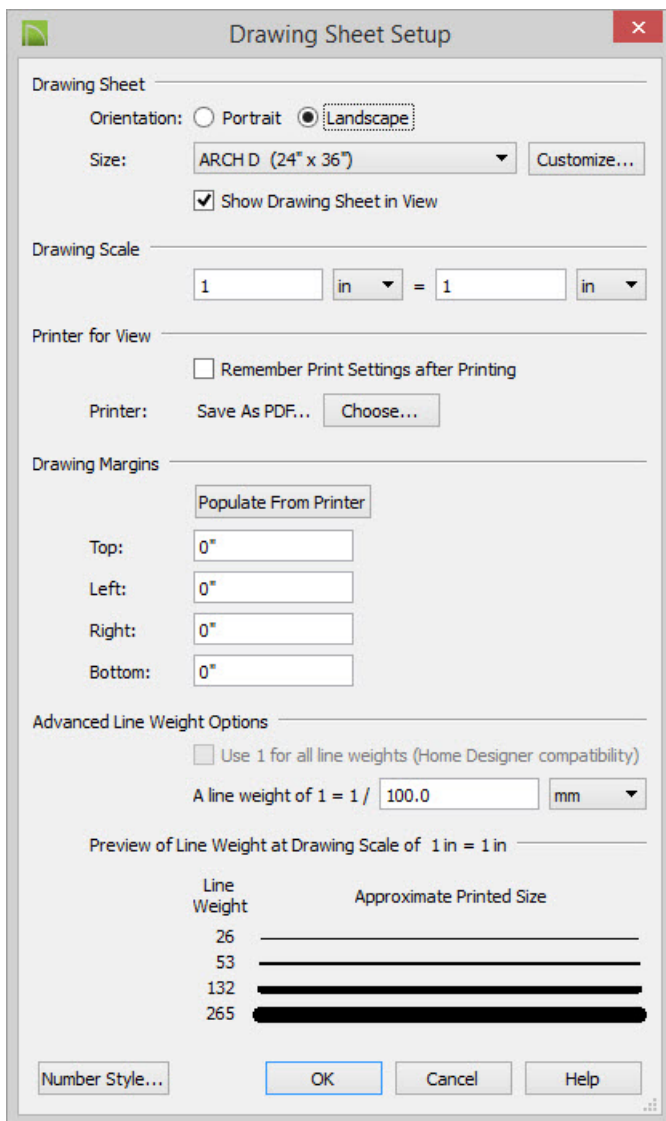 Drawing Sheet Setup
Drawing Sheet
Orientation: Portrait Landscape
Size: ARCH D (24" x 36") Customize...
Show Drawing Sheet in View
Drawing Scale
1 in = 1 in
Printer for View
Remember Print Settings after Printing
Printer: Save As PDF... Choose...
Drawing Margins
Populate From Printer
Top: 0"
Left: 0"
Right: 0"
Bottom: 0"
Advanced Line Weight Options
Use 1 for all line weights (Home Designer compatibility)
A line weight of 1 = 1 / 100.0 mm
Preview of Line Weight at Drawing Scale of 1 in = 1 in
Line Weight Approximate Printed Size
26
53
132
265
Number Style... OK Cancel Help